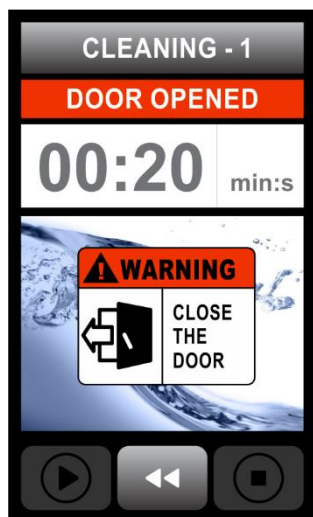 CLEANING - 1
DOOR OPENED
00:20 min:s
WARNING
CLOSE
THE
DOOR